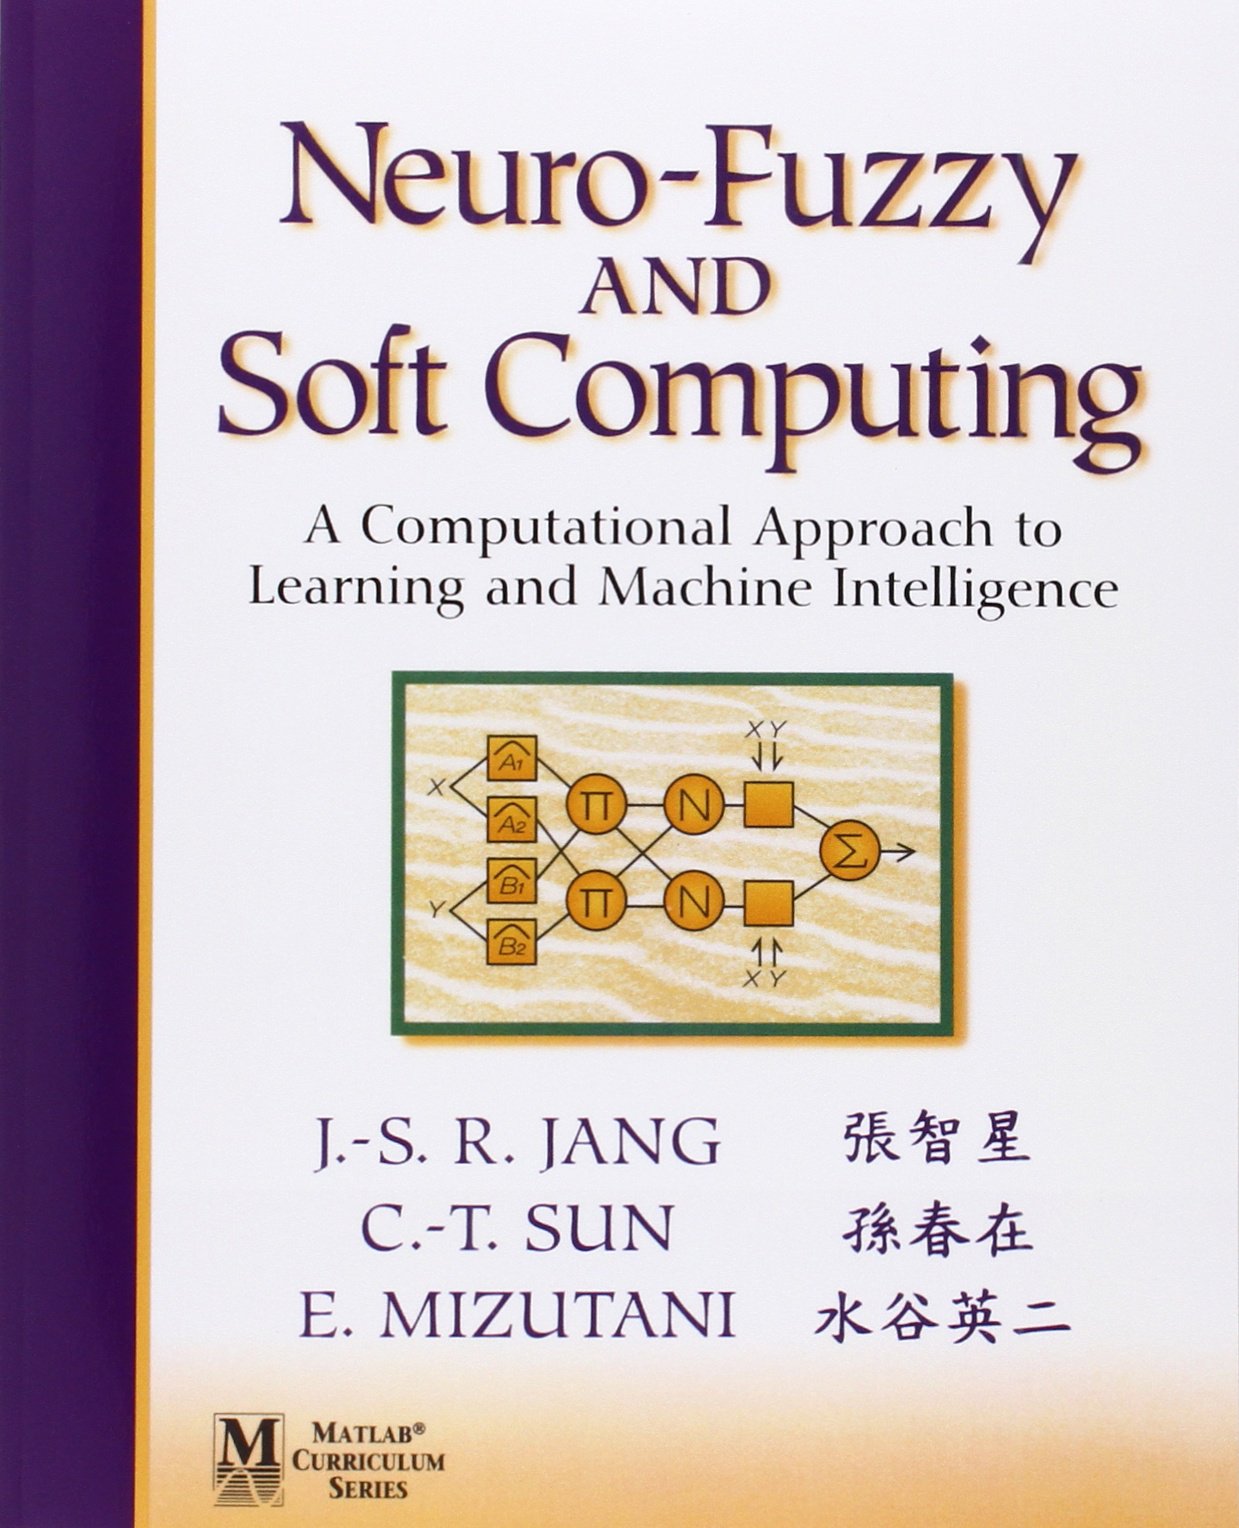 Neuro-Fuzzy
AND
Soft Computing
A Computational Approach to
Learning and Machine Intelligence
X Y
X
A1
A2
Π
N
Y
B1
B2
Π
N
Σ
X Y
J.-S. R. JANG 張智星
C.-T. SUN 孫春在
E. MIZUTANI 水谷英二
M
MATLAB®
CURRICULUM
SERIES